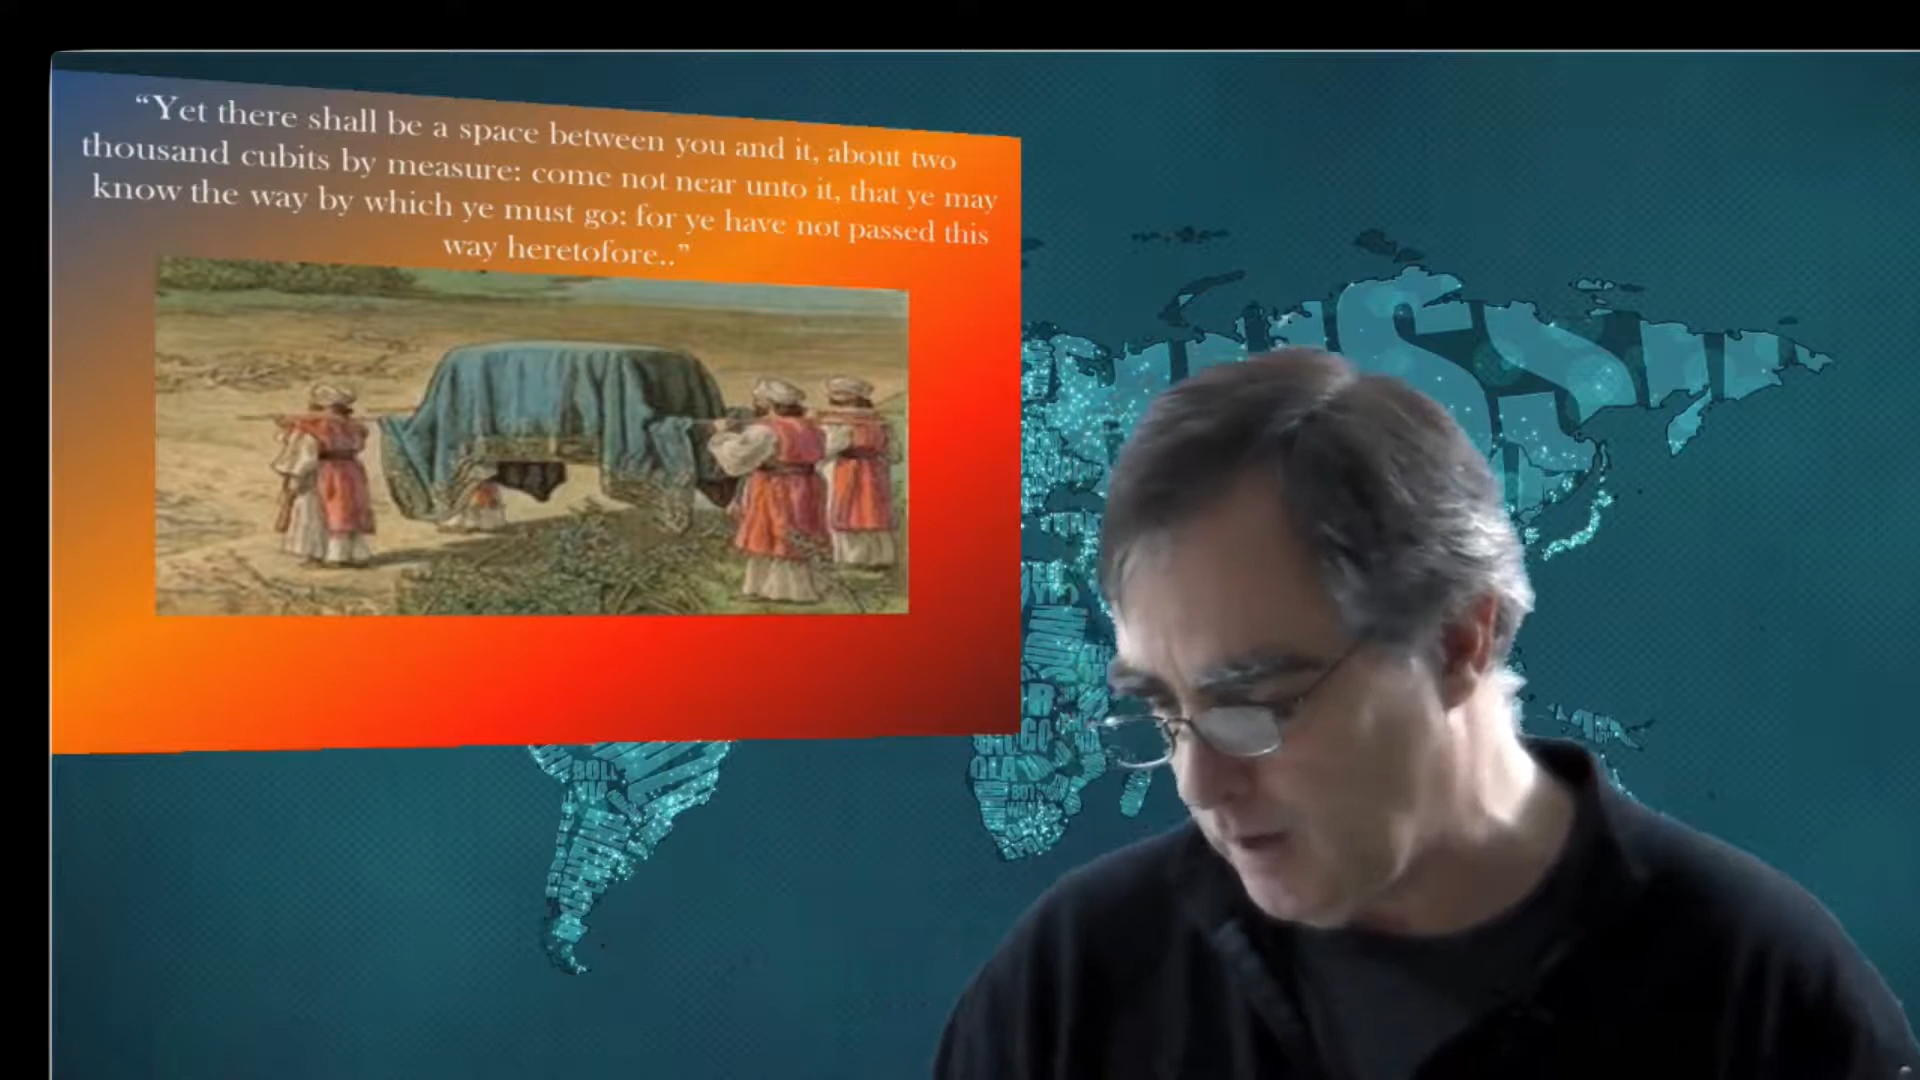 “Yet there shall be a space between you and it, about two
thousand cubits by measure: come not near unto it, that ye may
know the way by which ye must go: for ye have not passed this
way heretofore..”
BOLI